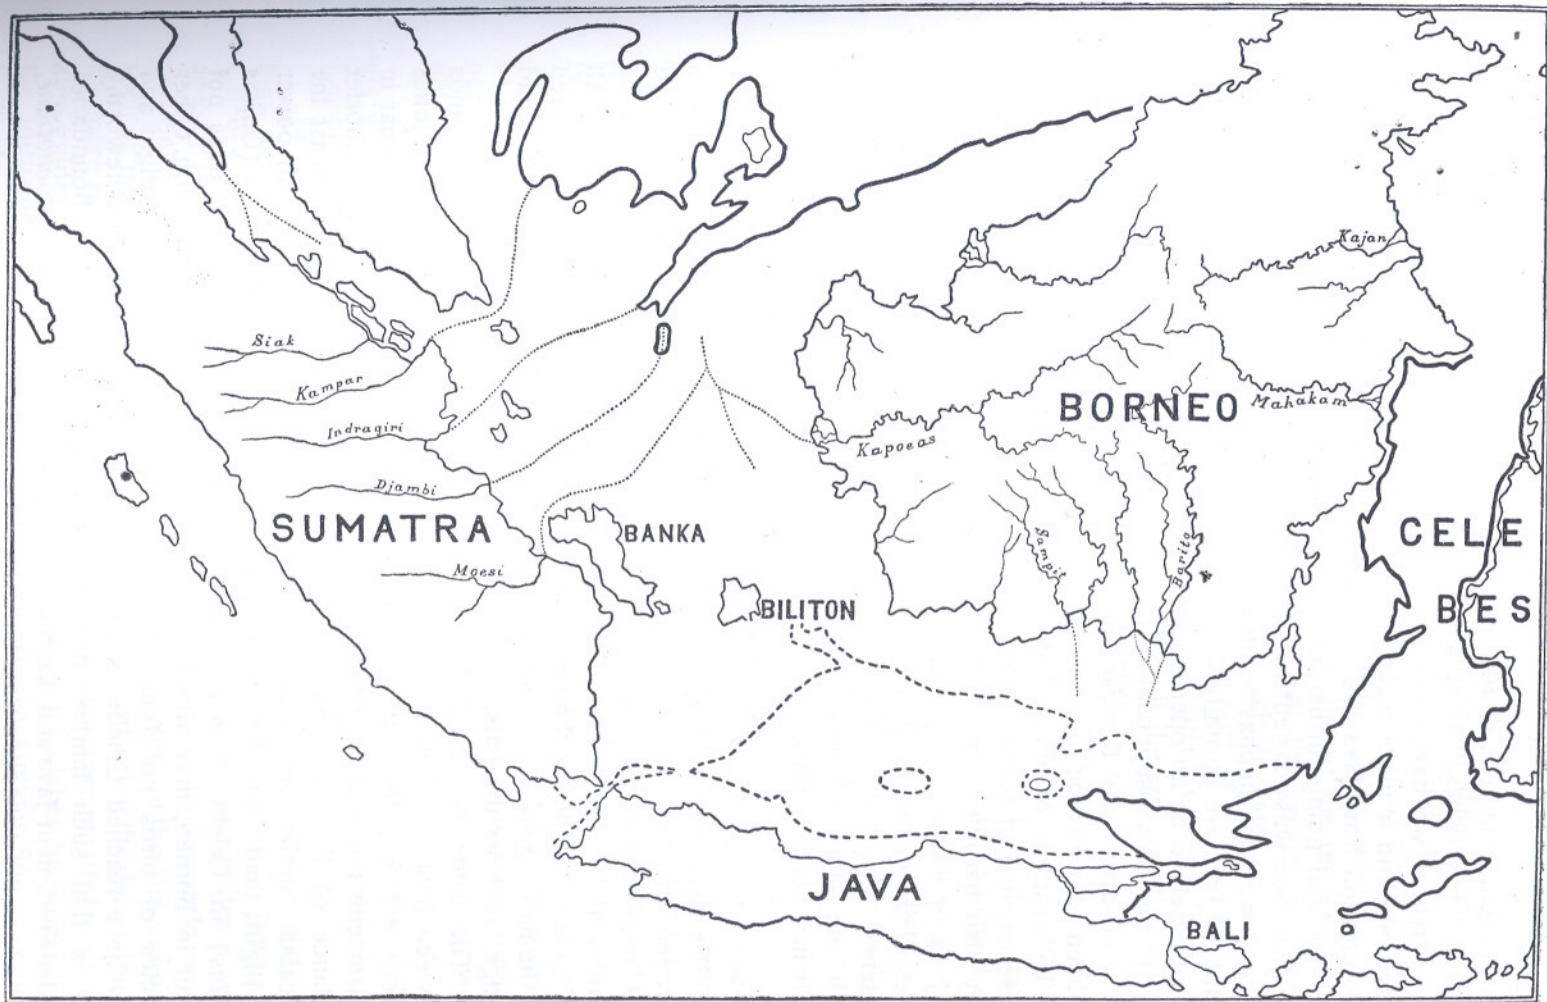 Kajan
Siak
Kampar
BORNEO
Mahakam
Indragiri
Kapoeas
Djambi
SUMATRA
BANKA
CELE
BES
Sampit
Barito
Moesi
BILITON
JAVA
BALI